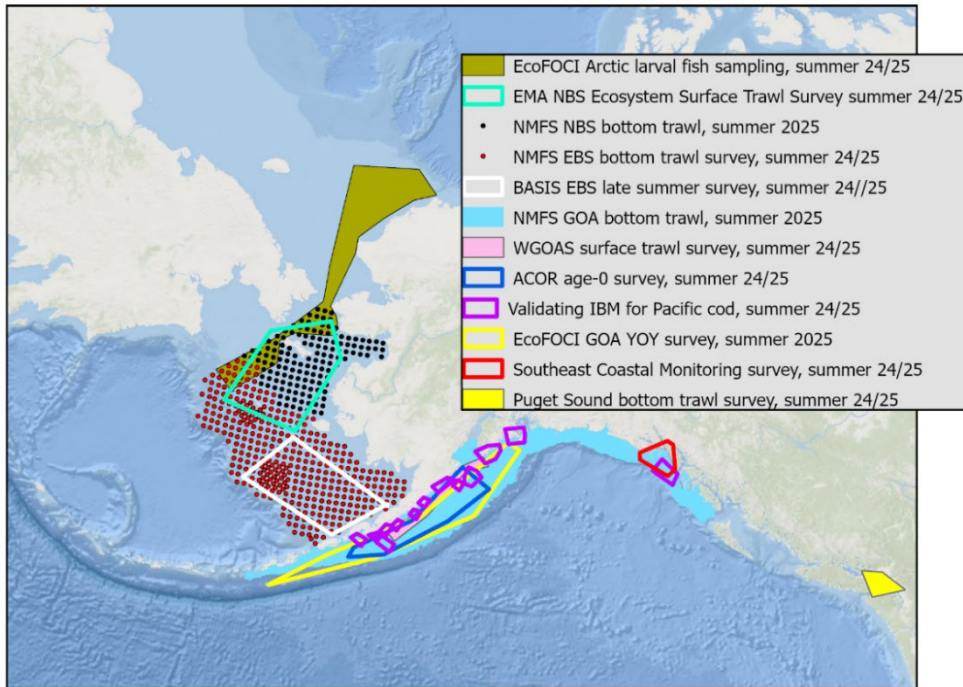 EcoFOCI Arctic larval fish sampling, summer 24/25
EMA NBS Ecosystem Surface Trawl Survey summer 24/25
NMFS NBS bottom trawl, summer 2025
NMFS EBS bottom trawl survey, summer 24/25
BASIS EBS late summer survey, summer 24//25
NMFS GOA bottom trawl, summer 2025
WGOAS surface trawl survey, summer 24/25
ACOR age-0 survey, summer 24/25
Validating IBM for Pacific cod, summer 24/25
EcoFOCI GOA YOY survey, summer 2025
Southeast Coastal Monitoring survey, summer 24/25
Puget Sound bottom trawl survey, summer 24/25